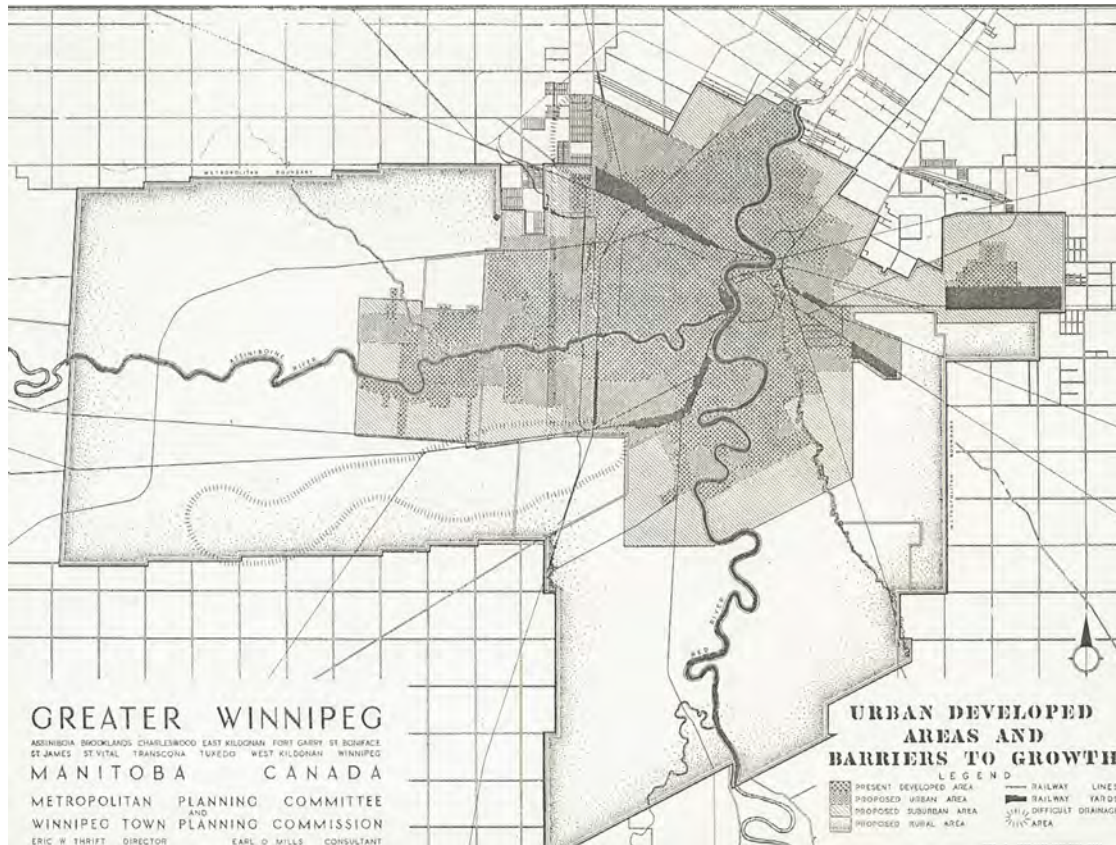 METROPOLITAN BOUNDARY
ASSINIBOINE RIVER
METROPOLITAN BOUNDARY
RED RIVER
GREATER WINNIPEG
ASSINIBOIA BROOKLANDS CHARLESWOOD EAST KILDONAN FORT GARRY ST. BONIFACE
ST. JAMES ST. VITAL TRANSCONA TUXEDO WEST KILDONAN WINNIPEG
MANITOBA CANADA
METROPOLITAN PLANNING COMMITTEE
AND
WINNIPEG TOWN PLANNING COMMISSION
ERIC W THRIFT DIRECTOR EARL O MILLS CONSULTANT
URBAN DEVELOPED
AREAS AND
BARRIERS TO GROWTH
LEGEND
PRESENT DEVELOPED AREA
PROPOSED URBAN AREA
PROPOSED SUBURBAN AREA
PROPOSED RURAL AREA
RAILWAY LINES
RAILWAY YARDS
DIFFICULT DRAINAGE
AREA